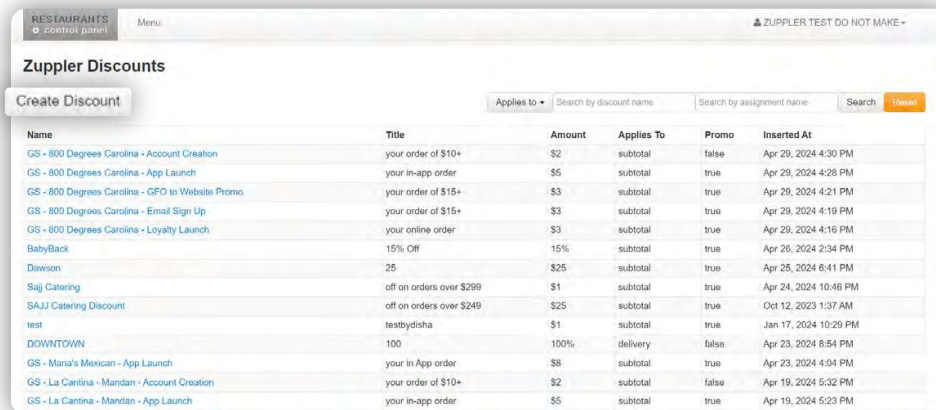 RESTAURANTS Menu ZUPPLER TEST DO NOT MAKE
control panel
Zuppler Discounts
Create Discount Applies to Search by discount name Search by assignment name Search Reset
Name Title Amount Applies To Promo Inserted At
GS - 800 Degrees Carolina - Account Creation your order of $10+ $2 subtotal false Apr 29, 2024 4:30 PM
GS - 800 Degrees Carolina - App Launch your in-app order $5 subtotal true Apr 29, 2024 4:28 PM
GS - 800 Degrees Carolina - GFO to Website Promo your order of $15+ $3 subtotal true Apr 29, 2024 4:21 PM
GS - 800 Degrees Carolina - Email Sign Up your order of $15+ $3 subtotal true Apr 29, 2024 4:19 PM
GS - 800 Degrees Carolina - Loyalty Launch your online order $3 subtotal true Apr 29, 2024 4:16 PM
BabyBack 15% Off 15% subtotal true Apr 26, 2024 2:34 PM
Dawson 25 $25 subtotal true Apr 25, 2024 6:41 PM
Sajj Catering off on orders over $299 $1 subtotal true Apr 24, 2024 10:46 PM
SAJJ Catering Discount off on orders over $249 $25 subtotal true Oct 12, 2023 1:37 AM
test testbydisha $1 subtotal true Jan 17, 2024 10:29 PM
DOWNTOWN 100 100% delivery false Apr 23, 2024 8:54 PM
GS - Maria's Mexican - App Launch your in App order $8 subtotal true Apr 23, 2024 4:04 PM
GS - La Cantina - Mandan - Account Creation your order of $10+ $2 subtotal false Apr 19, 2024 5:32 PM
GS - La Cantina - Mandan - App Launch your in-app order $5 subtotal true Apr 19, 2024 5:23 PM